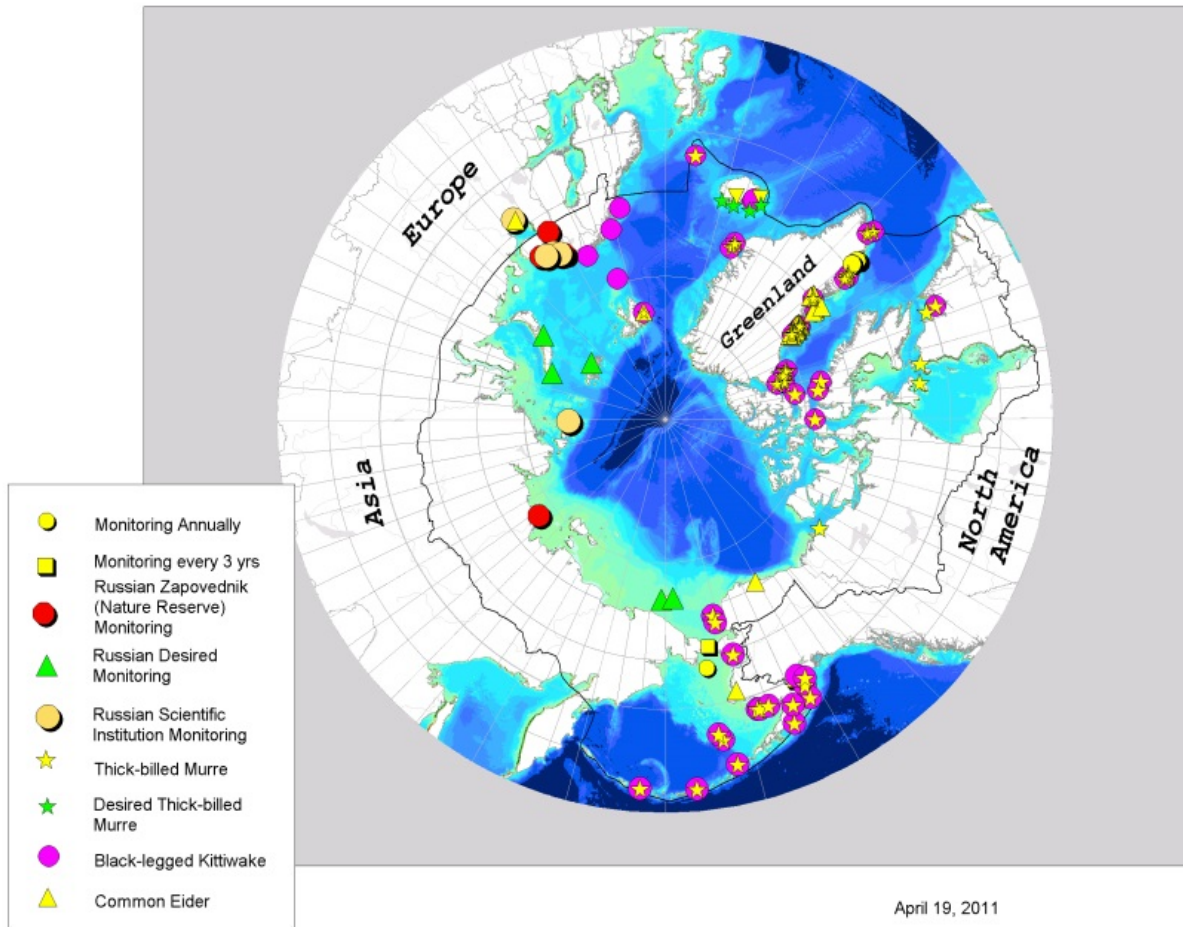 Europe
Greenland
Asia
North
America
Monitoring Annually
Monitoring every 3 yrs
Russian Zapovednik
(Nature Reserve)
Monitoring
Russian Desired
Monitoring
Russian Scientific
Institution Monitoring
Thick-billed Murre
Desired Thick-billed
Murre
Black-legged Kittiwake
Common Eider
April 19, 2011